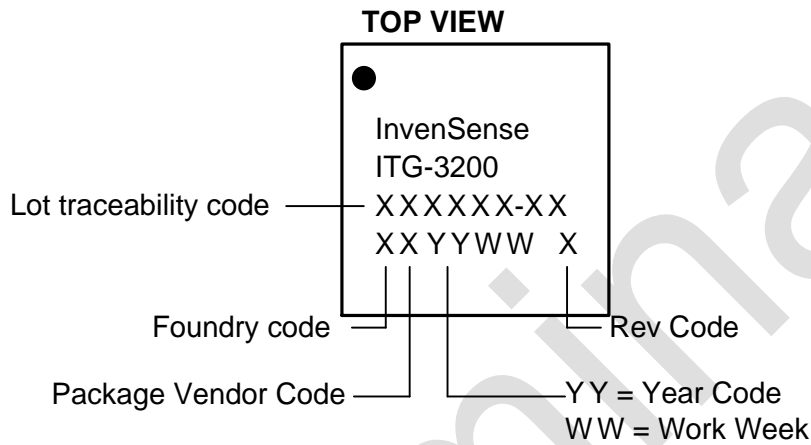 TOP VIEW
InvenSense
ITG-3200
Lot traceability code
XXXXXX-XX
XXYYWW X
Foundry code
Rev Code
Package Vendor Code
YY = Year Code
WW = Work Week